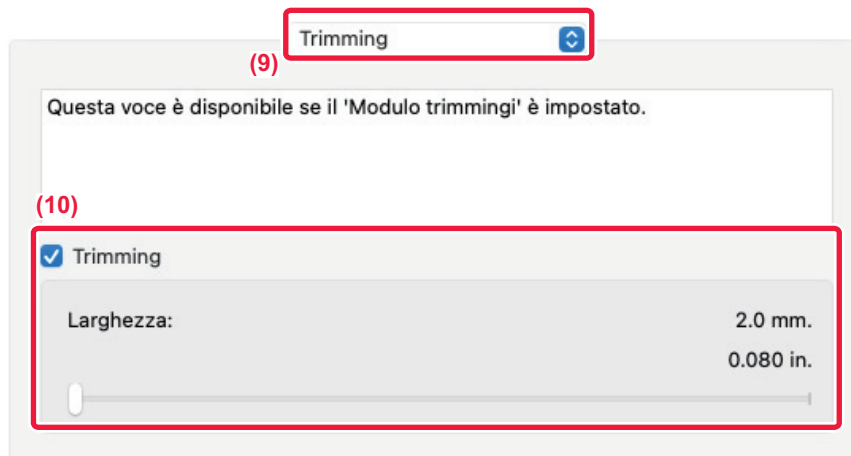 Trimming
(9)
Questa voce è disponibile se il 'Modulo trimmingi' è impostato.
(10)
Trimming
Larghezza: 2.0 mm.
0.080 in.